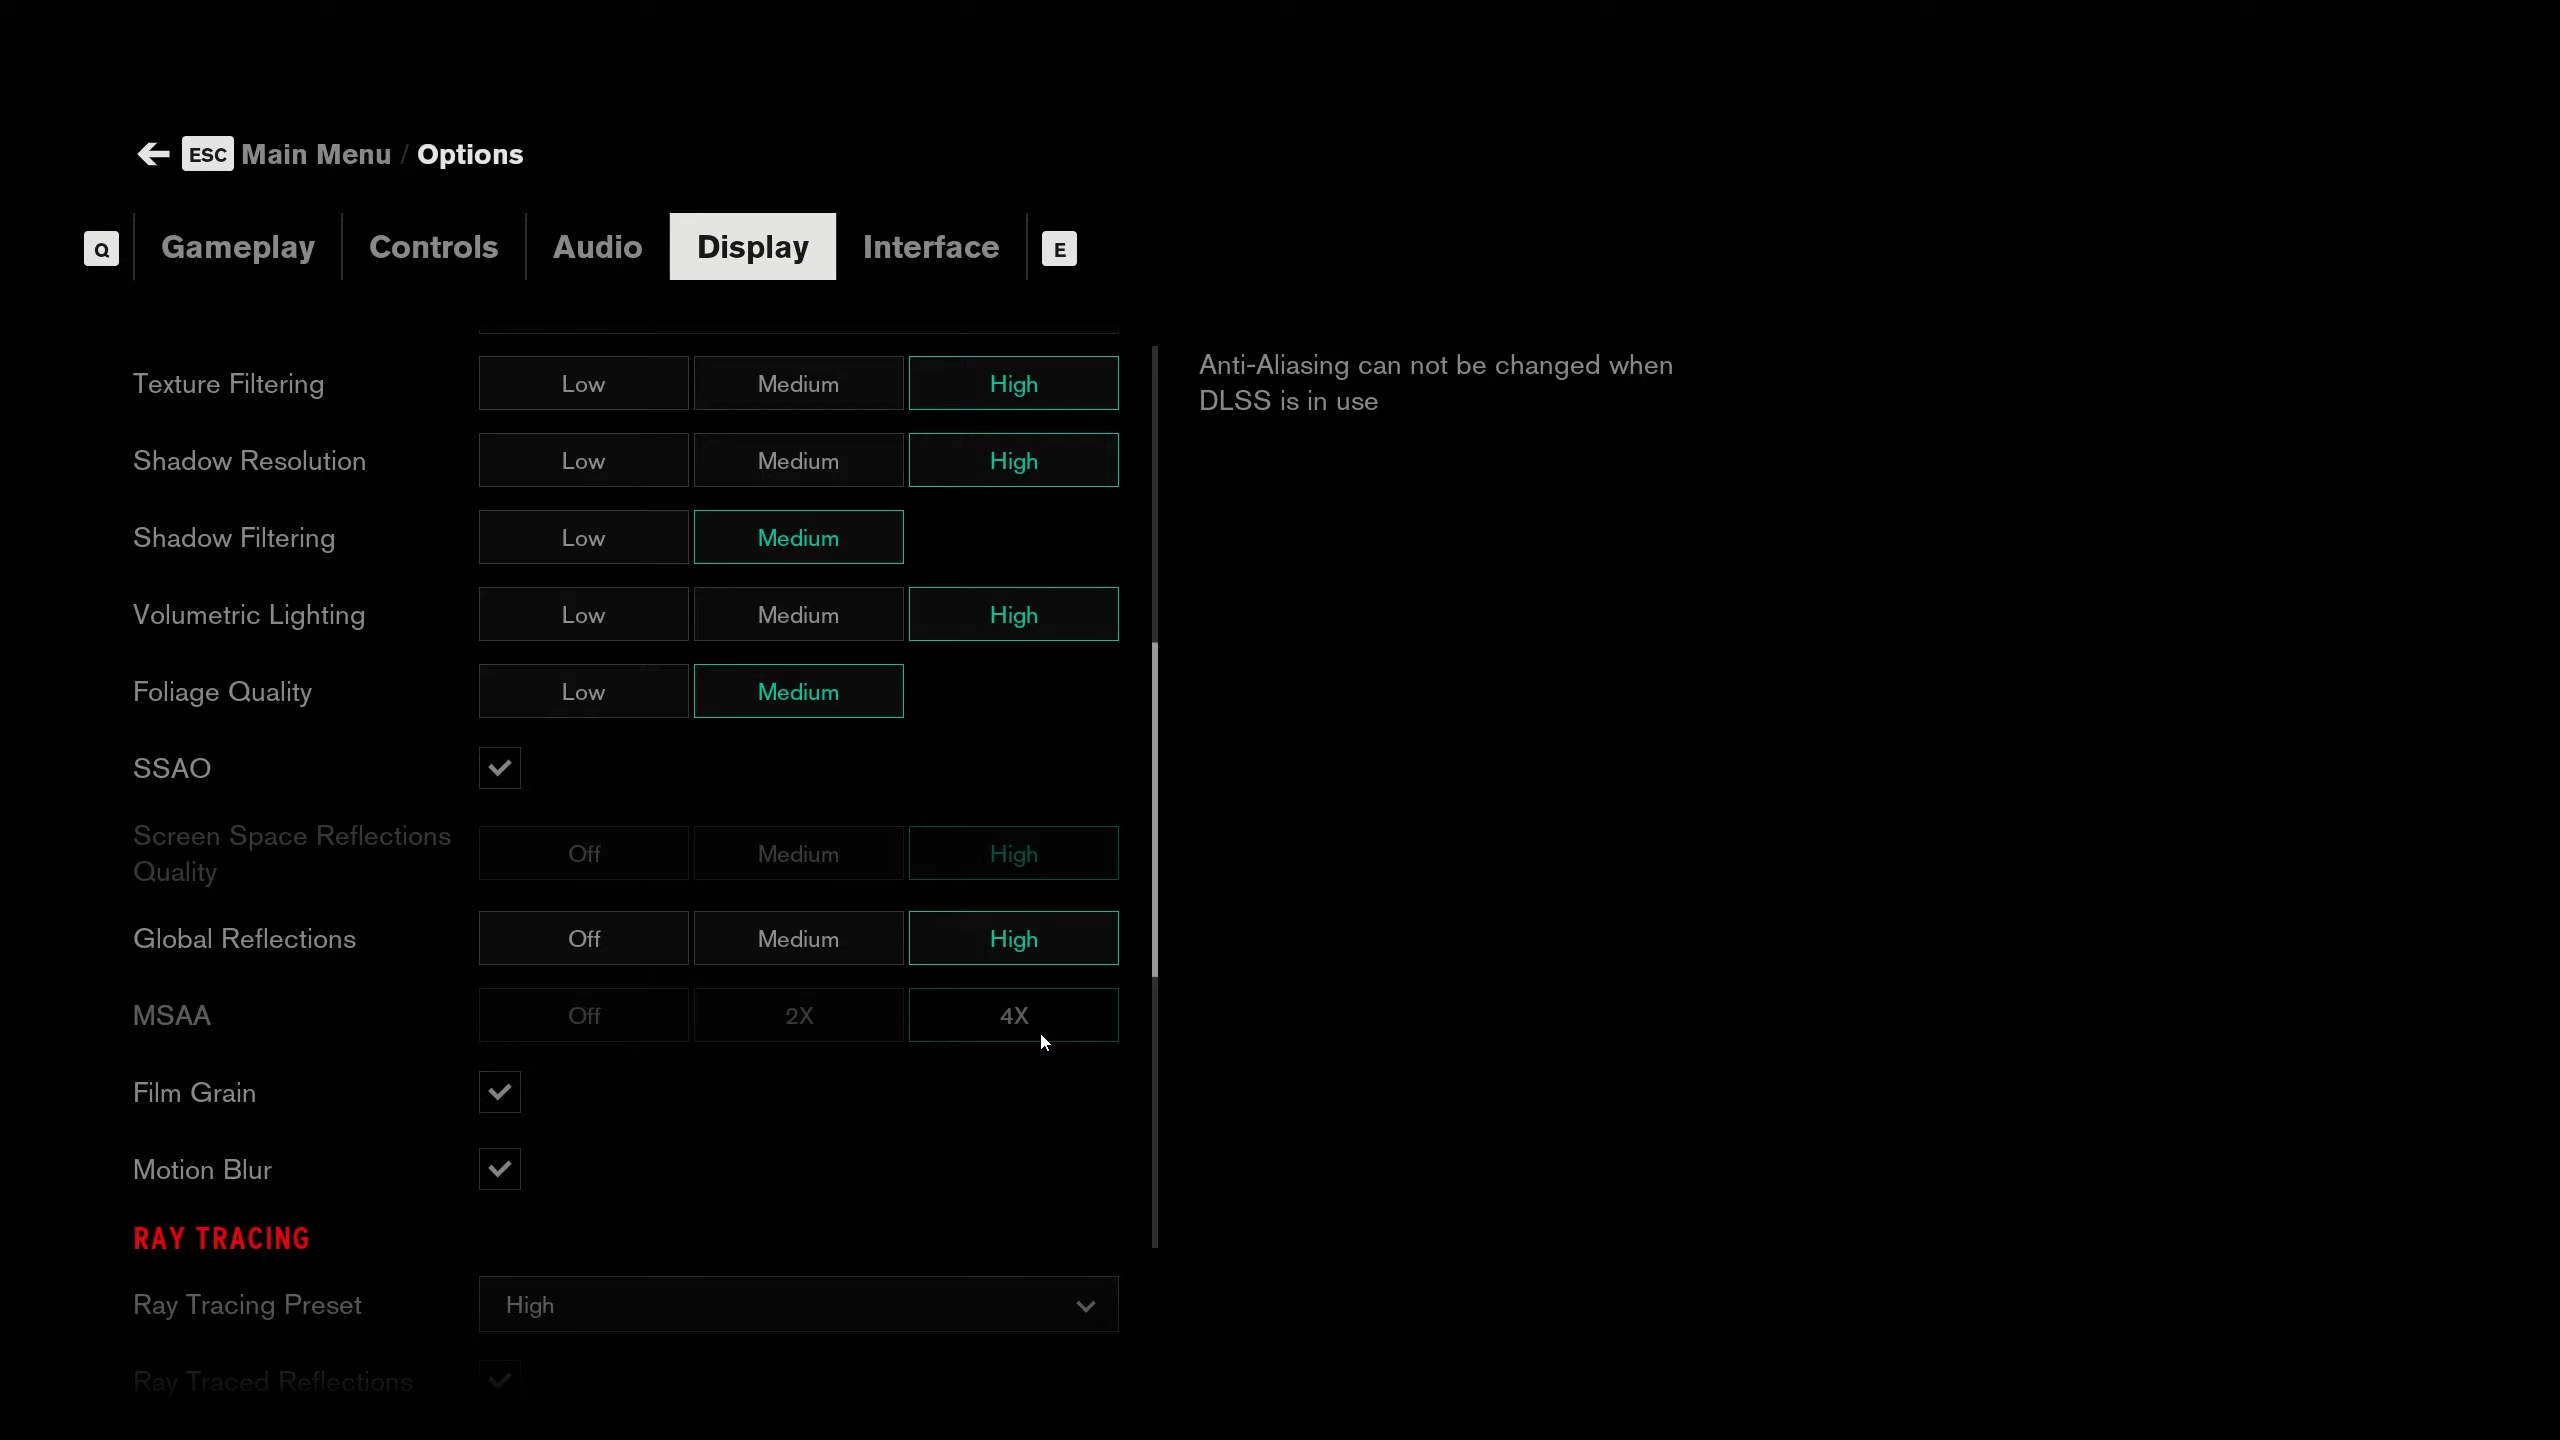 ESC Main Menu / Options
Q Gameplay Controls Audio Display Interface E
Texture Filtering Low Medium High
Anti-Aliasing can not be changed when
DLSS is in use
Shadow Resolution Low Medium High
Shadow Filtering Low Medium
Volumetric Lighting Low Medium High
Foliage Quality Low Medium
SSAO
Screen Space Reflections
Quality Off Medium High
Global Reflections Off Medium High
MSAA Off 2X 4X
Film Grain
Motion Blur
RAY TRACING
Ray Tracing Preset High
Ray Traced Reflections